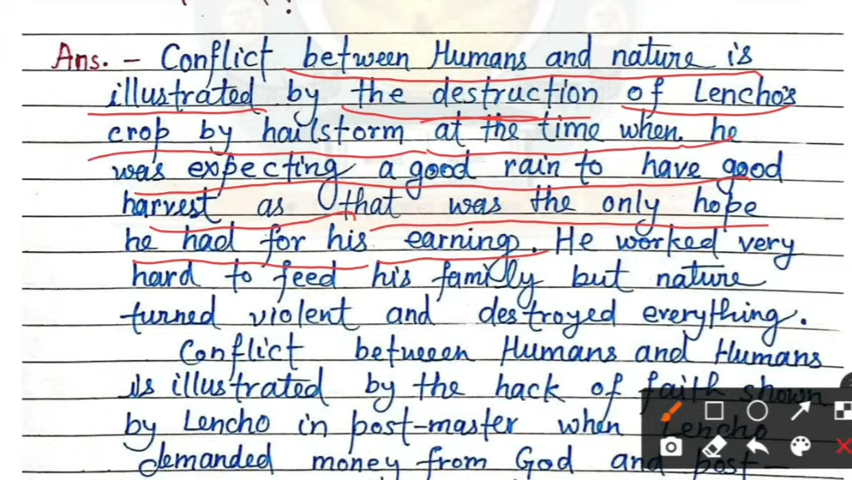 Ans. - Conflict between Humans and nature is
illustrated by the destruction of Lencho's
crop by hailstorm at the time when he
was expecting a good rain to have good
harvest as that was the only hope
he had for his earning. He worked very
hard to feed his family but nature
turned violent and destroyed everything.
Conflict between Humans and Humans
is illustrated by the hack of faith shown
by Lencho in post-master when Lencho
demanded money from God and post-